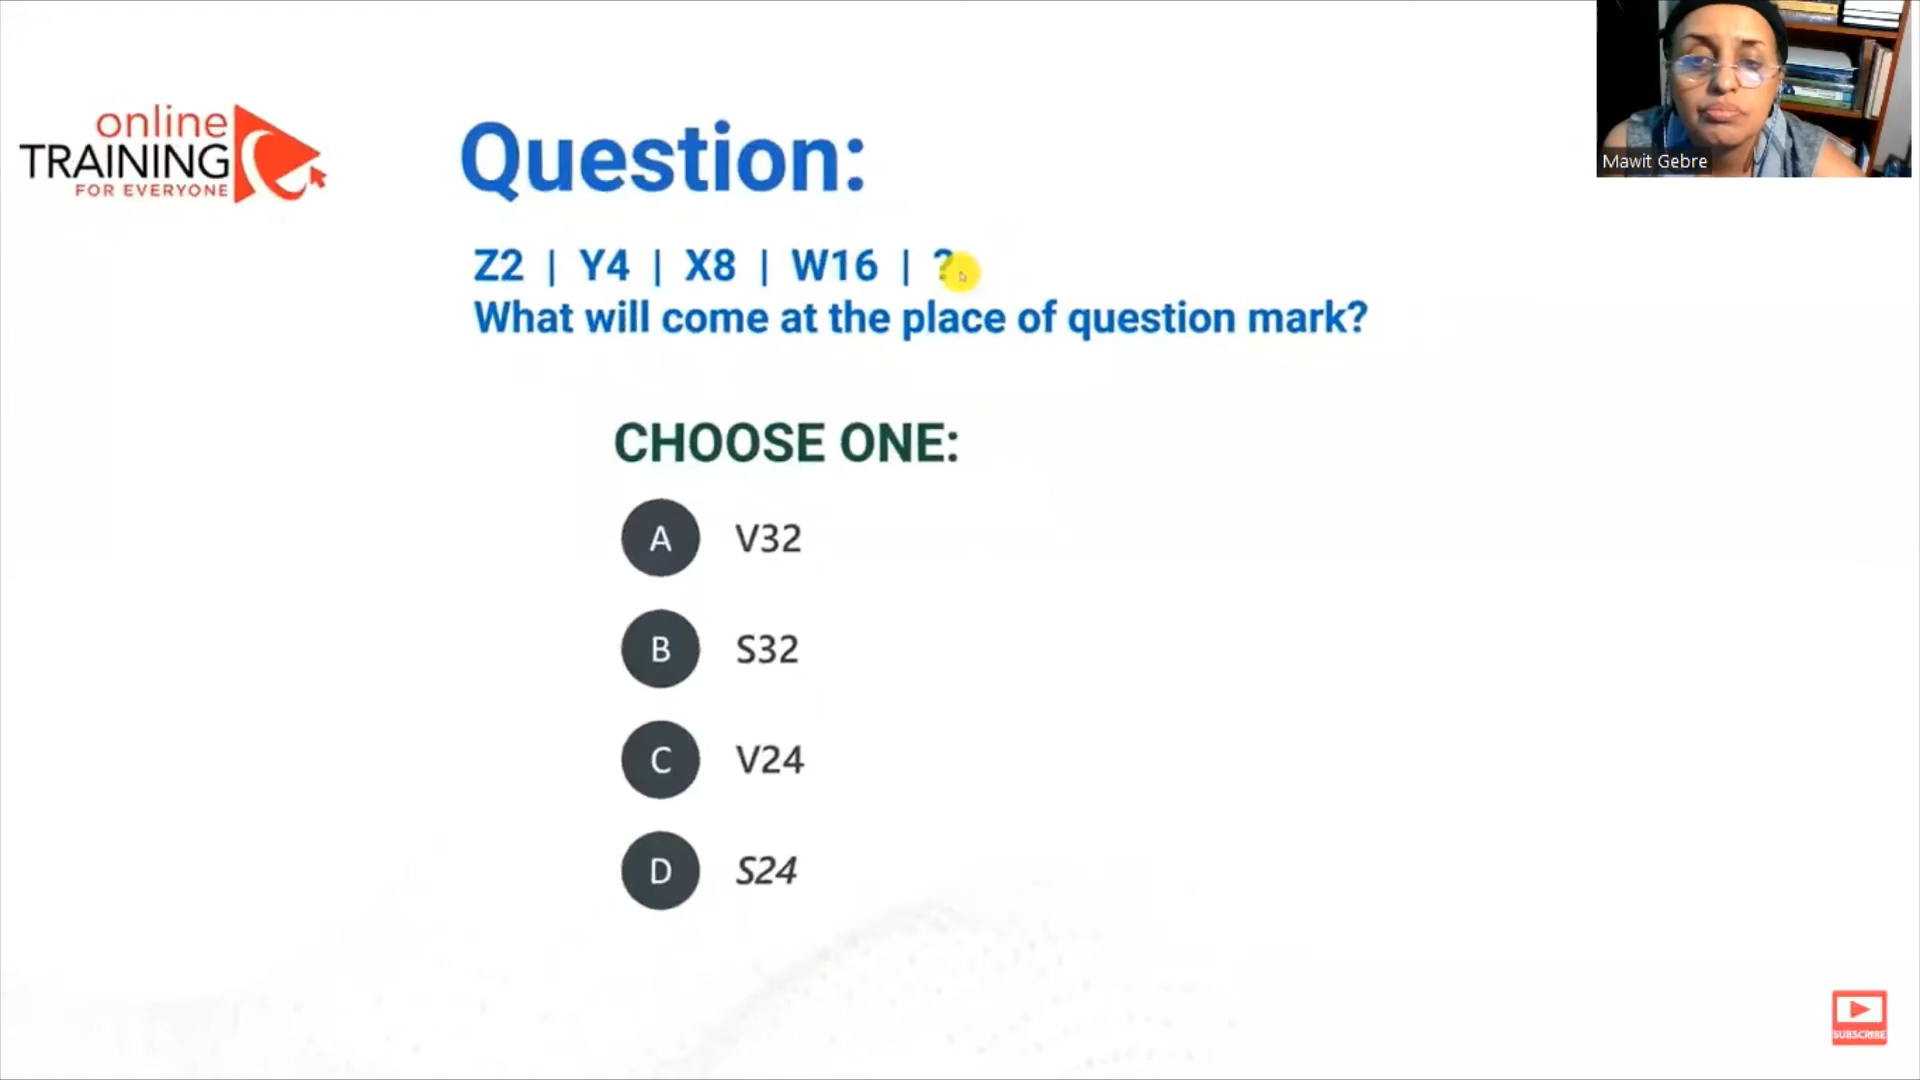 online
TRAINING
FOR EVERYONE
Question:
Z2 | Y4 | X8 | W16 | ?
What will come at the place of question mark?
CHOOSE ONE:
A V32
B S32
C V24
D S24
Mawit Gebre
SUBSCRIBE